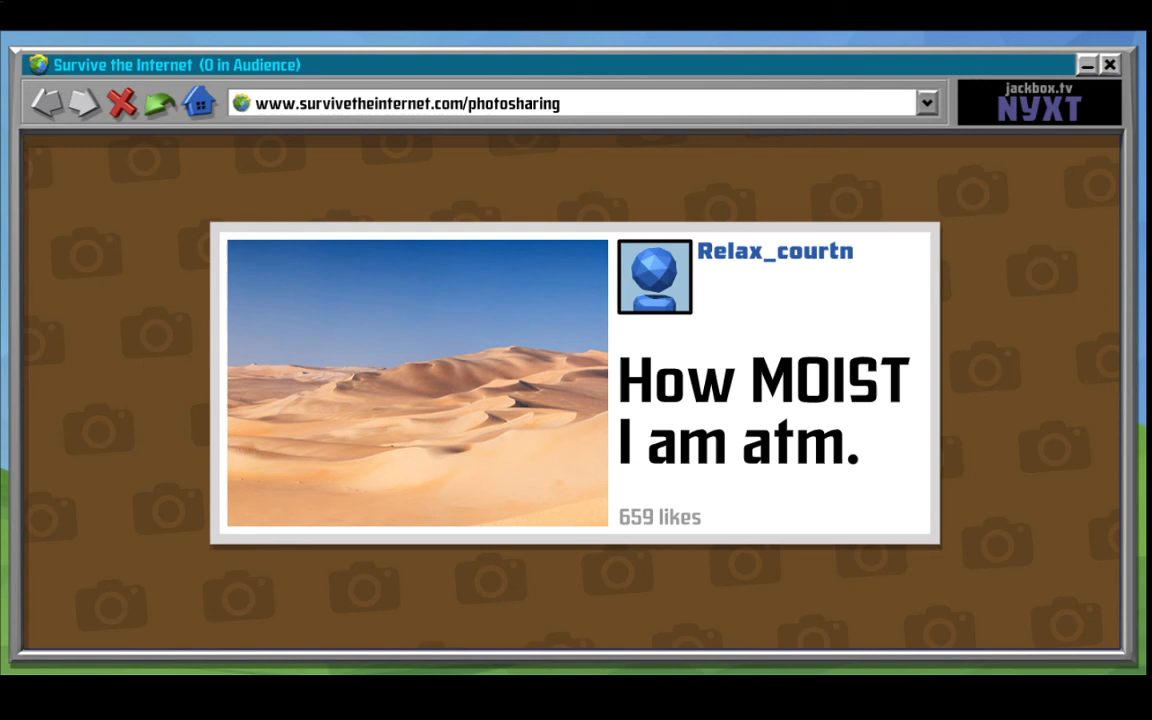 Survive the Internet (0 in Audience)
www.survivetheinternet.com/photosharing
jackbox.tv
NYXT
Relax_courtn
How MOIST
I am atm.
659 likes